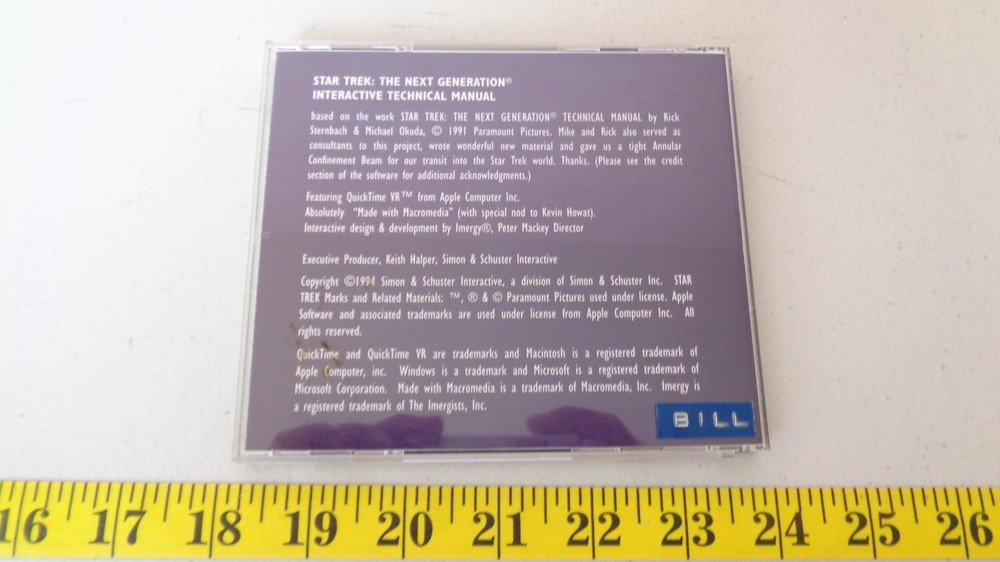 STAR TREK: THE NEXT GENERATION®
INTERACTIVE TECHNICAL MANUAL
based on the work STAR TREK: THE NEXT GENERATION® TECHNICAL MANUAL by Rick
Sternbach & Michael Okuda, © 1991 Paramount Pictures. Mike and Rick also served as
consultants to this project, wrote wonderful new material and gave us a tight Annular
Confinement Beam for our transit into the Star Trek world. Thanks. (Please see the credit
section of the software for additional acknowledgments.)
Featuring QuickTime VR™ from Apple Computer Inc.
Absolutely "Made with Macromedia" (with special nod to Kevin Howat).
Interactive design & development by Imergy®, Peter Mackey Director
Executive Producer, Keith Halper, Simon & Schuster Interactive
Copyright ©1994 Simon & Schuster Interactive, a division of Simon & Schuster Inc. STAR
TREK Marks and Related Materials: ™, ® & © Paramount Pictures used under license. Apple
Software and associated trademarks are used under license from Apple Computer Inc. All
rights reserved.
QuickTime and QuickTime VR are trademarks and Macintosh is a registered trademark of
Apple Computer, inc. Windows is a trademark and Microsoft is a registered trademark of
Microsoft Corporation. Made with Macromedia is a trademark of Macromedia, Inc. Imergy is
a registered trademark of The Imergists, Inc.
BILL
16 17 18 19 20 21 22 23 24 25 26